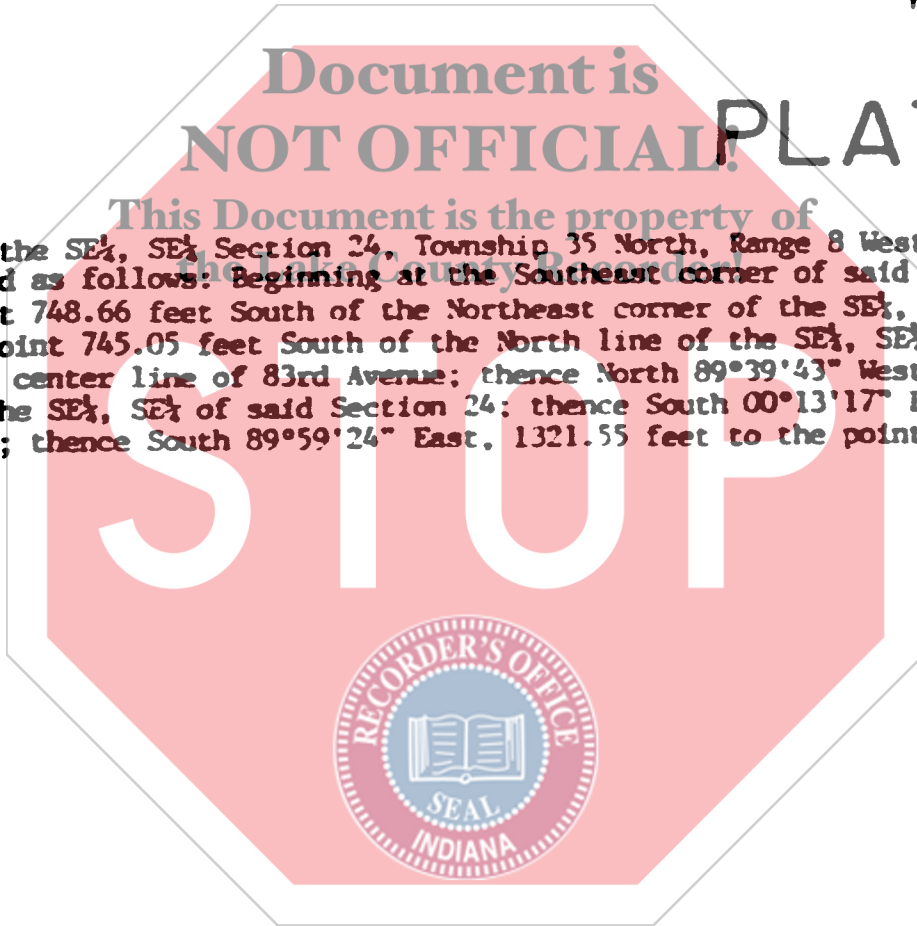 Document is
NOT OFFICIAL!
PLA
This Document is the property of
the Lake County Recorder!
the SE¼, SE¼ Section 24, Township 35 North, Range 8 West
d as follows: Beginning at the Southeast corner of said
t 748.66 feet South of the Northeast corner of the SE¼,
oint 745.05 feet South of the North line of the SE¼, SE¼
center line of 83rd Avenue; thence North 89°39'43" West
he SE¼, SE¼ of said Section 24; thence South 00°13'17"
; thence South 89°59'24" East, 1321.55 feet to the point
STOP
RECORDER'S OFFICE
SEAL
INDIANA